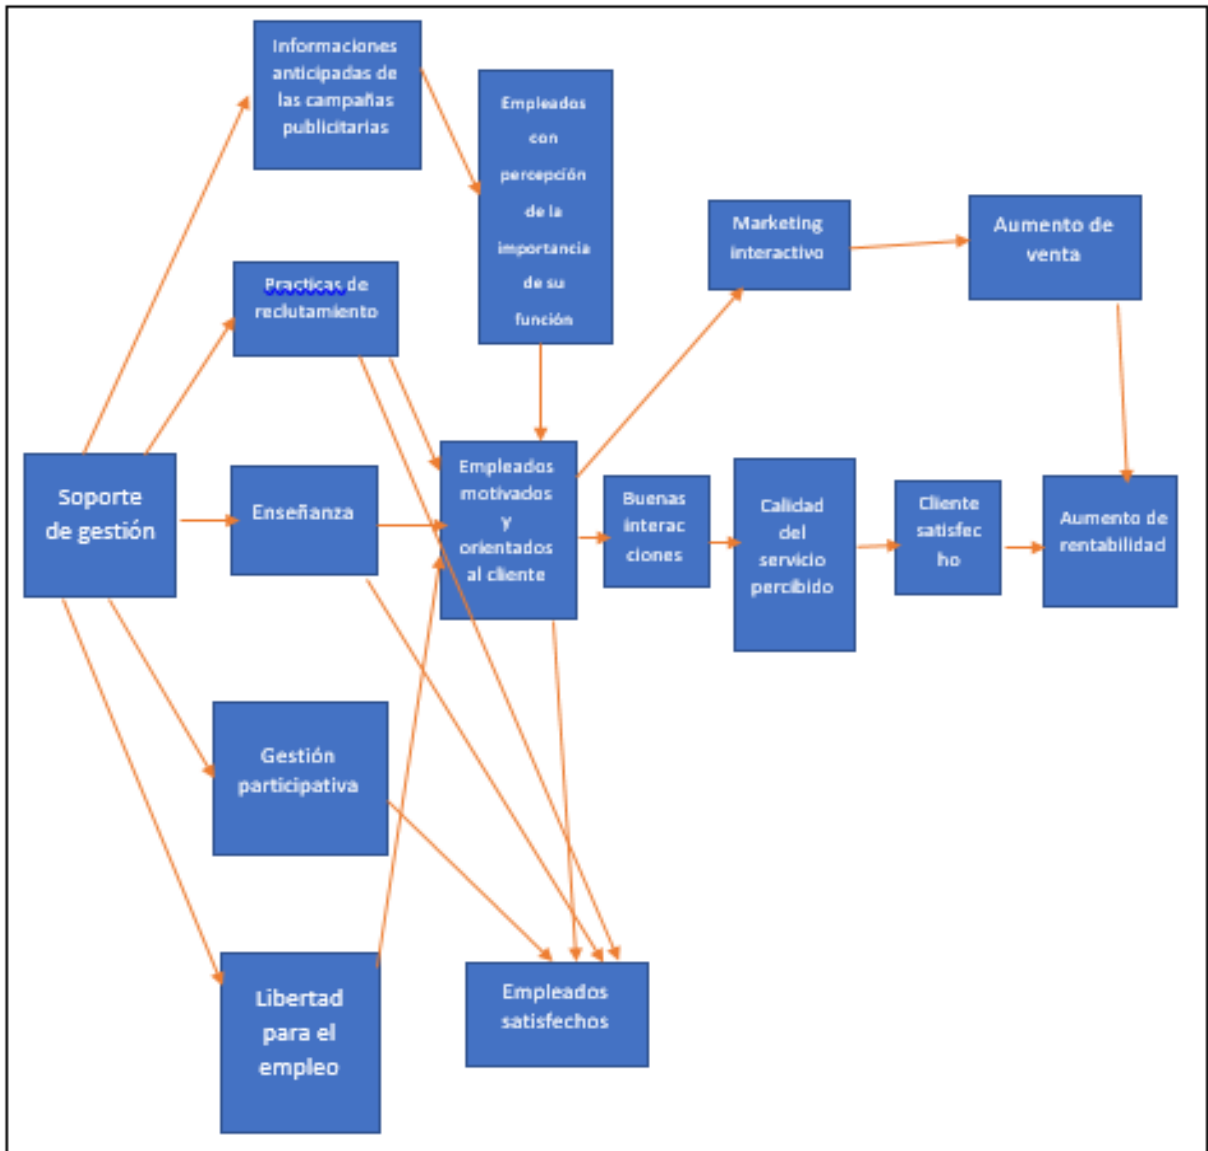 Informaciones
anticipadas de
las campañas
publicitarias
Empleados
con
percepción
de la
importancia
de su
función
Marketing
interactivo
Aumento de
venta
Practicas de
reclutamiento
Soporte
de gestión
Enseñanza
Empleados
motivados
y
orientados
al cliente
Buenas
interac
ciones
Calidad
del
servicio
percibido
Cliente
satisfec
ho
Aumento de
rentabilidad
Gestión
participativa
Libertad
para el
empleo
Empleados
satisfechos